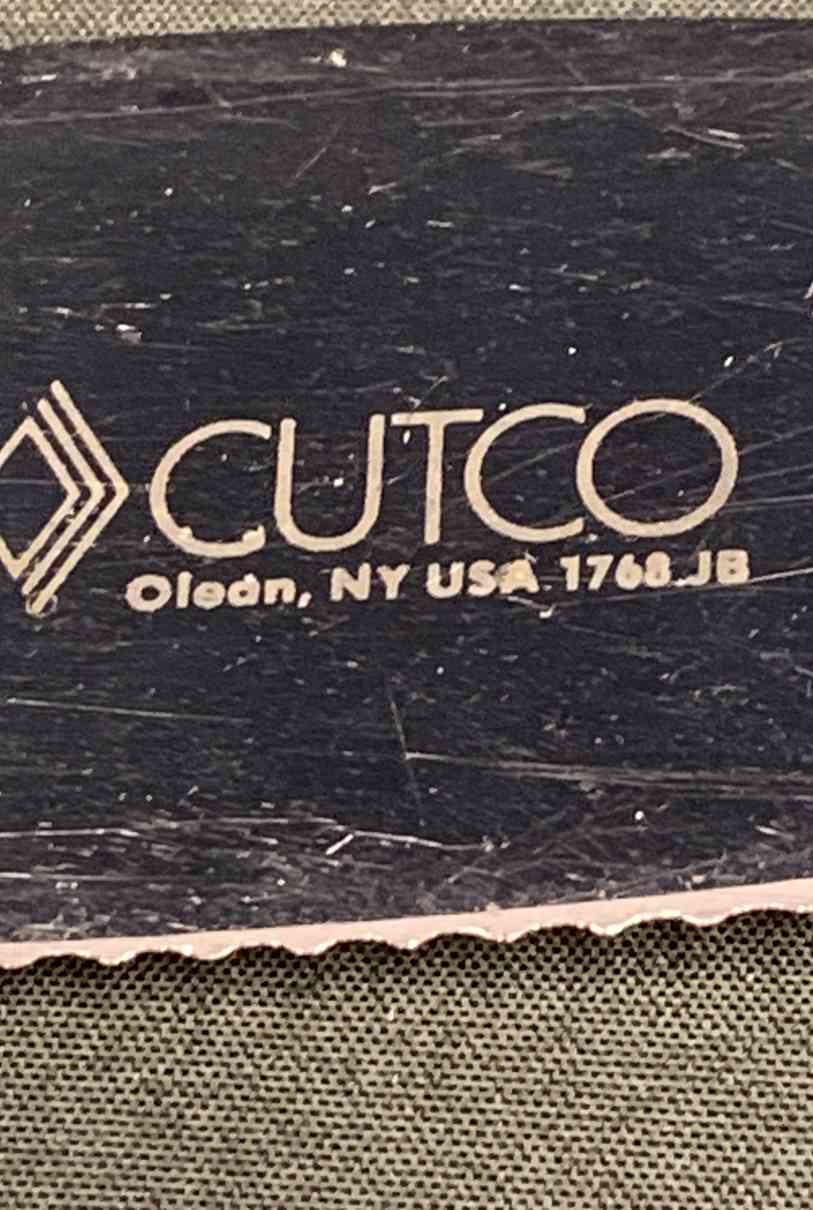 CUTCO
Olean, NY USA 1768 JB